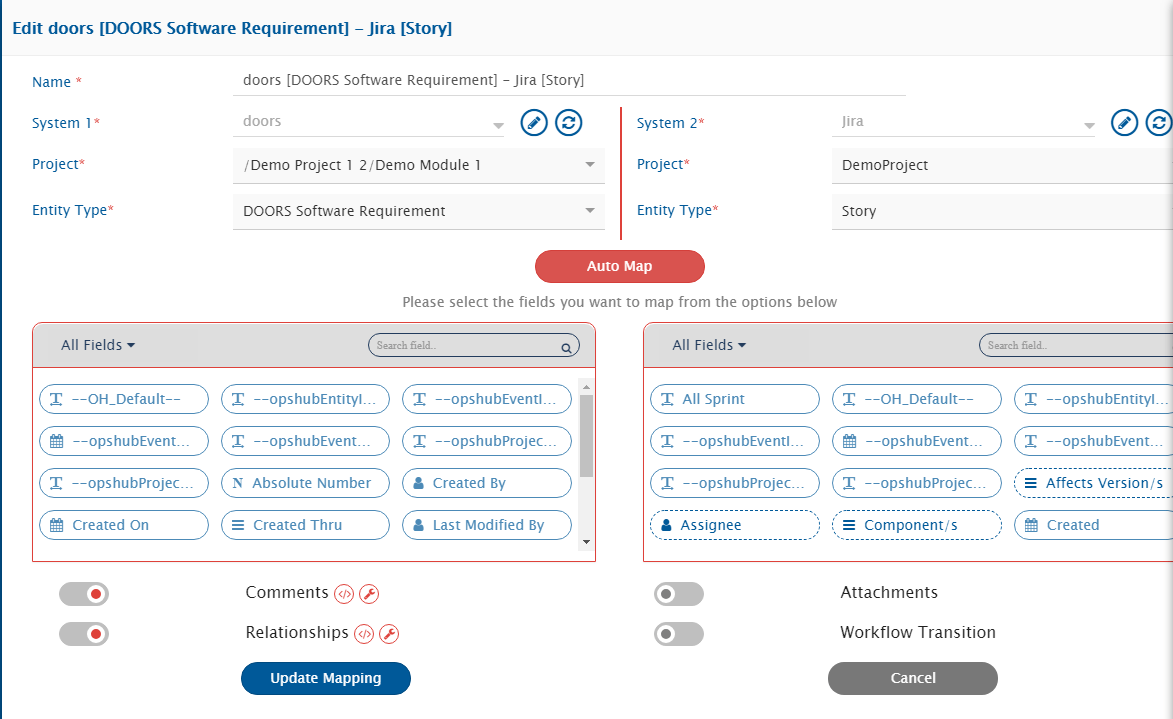 Edit doors [DOORS Software Requirement] - Jira [Story]
Name *
doors [DOORS Software Requirement] - Jira [Story]
System 1*
doors
System 2*
Jira
Project*
/Demo Project 1 2/Demo Module 1
Project*
DemoProject
Entity Type*
DOORS Software Requirement
Entity Type*
Story
Auto Map
Please select the fields you want to map from the options below
All Fields
Search field..
All Fields
Search field..
--OH_Default--
--opshubEntityI...
--opshubEventI...
All Sprint
--OH_Default--
--opshubEntityI...
--opshubEvent...
--opshubEvent...
--opshubProjec...
--opshubEventI...
--opshubEvent...
--opshubEvent...
--opshubProjec...
N Absolute Number
Created By
--opshubProjec...
--opshubProjec...
Affects Version/s
Created On
Created Thru
Last Modified By
Assignee
Component/s
Created
Comments
Attachments
Relationships
Workflow Transition
Update Mapping
Cancel